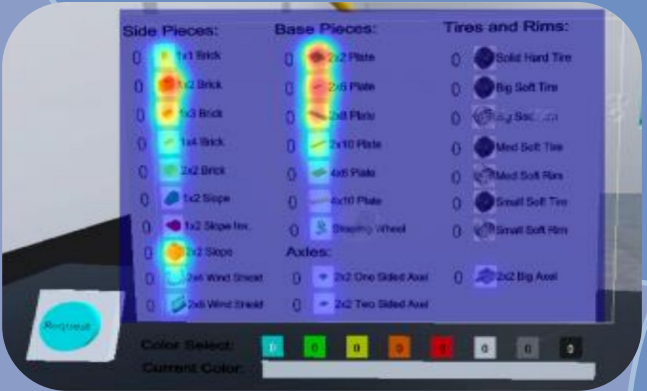 Side Pieces:
0 1x1 Brick
0 1x2 Brick
0 1x3 Brick
0 1x4 Brick
0 2x2 Brick
0 1x2 Slope
0 1x2 Slope Inv.
0 2x2 Slope
0 2x6 Wind Shield
0 2x6 Wind Shield
Base Pieces:
0 2x2 Plate
0 2x6 Plate
0 2x8 Plate
0 2x10 Plate
0 4x6 Plate
0 4x10 Plate
0 Steering Wheel
Axles:
0 2x2 One Sided Axel
0 2x2 Two Sided Axel
Tires and Rims:
0 Solid Hard Tire
0 Big Soft Tire
0 Big Soft
0 Med Soft Tire
0 Med Soft Rim
0 Small Soft Tire
0 Small Soft Rim
0 2x2 Big Axel
Request
Color Select: 0 0 0 0 0 0 0 0
Current Color: